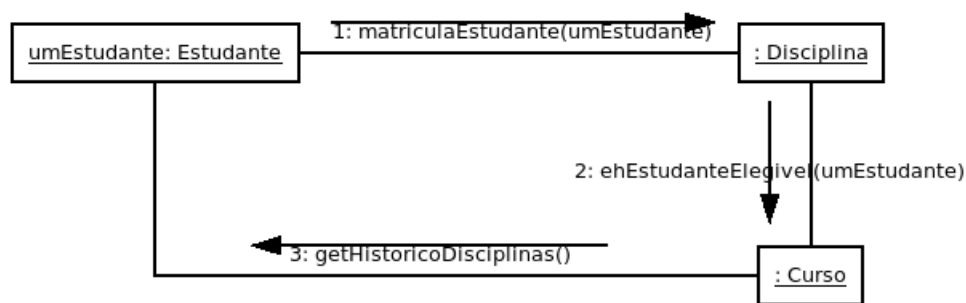 1: matriculaEstudante(umEstudante)
umEstudante: Estudante
: Disciplina
2: ehEstudanteElegivel(umEstudante)
3: getHistoricoDisciplinas()
: Curso